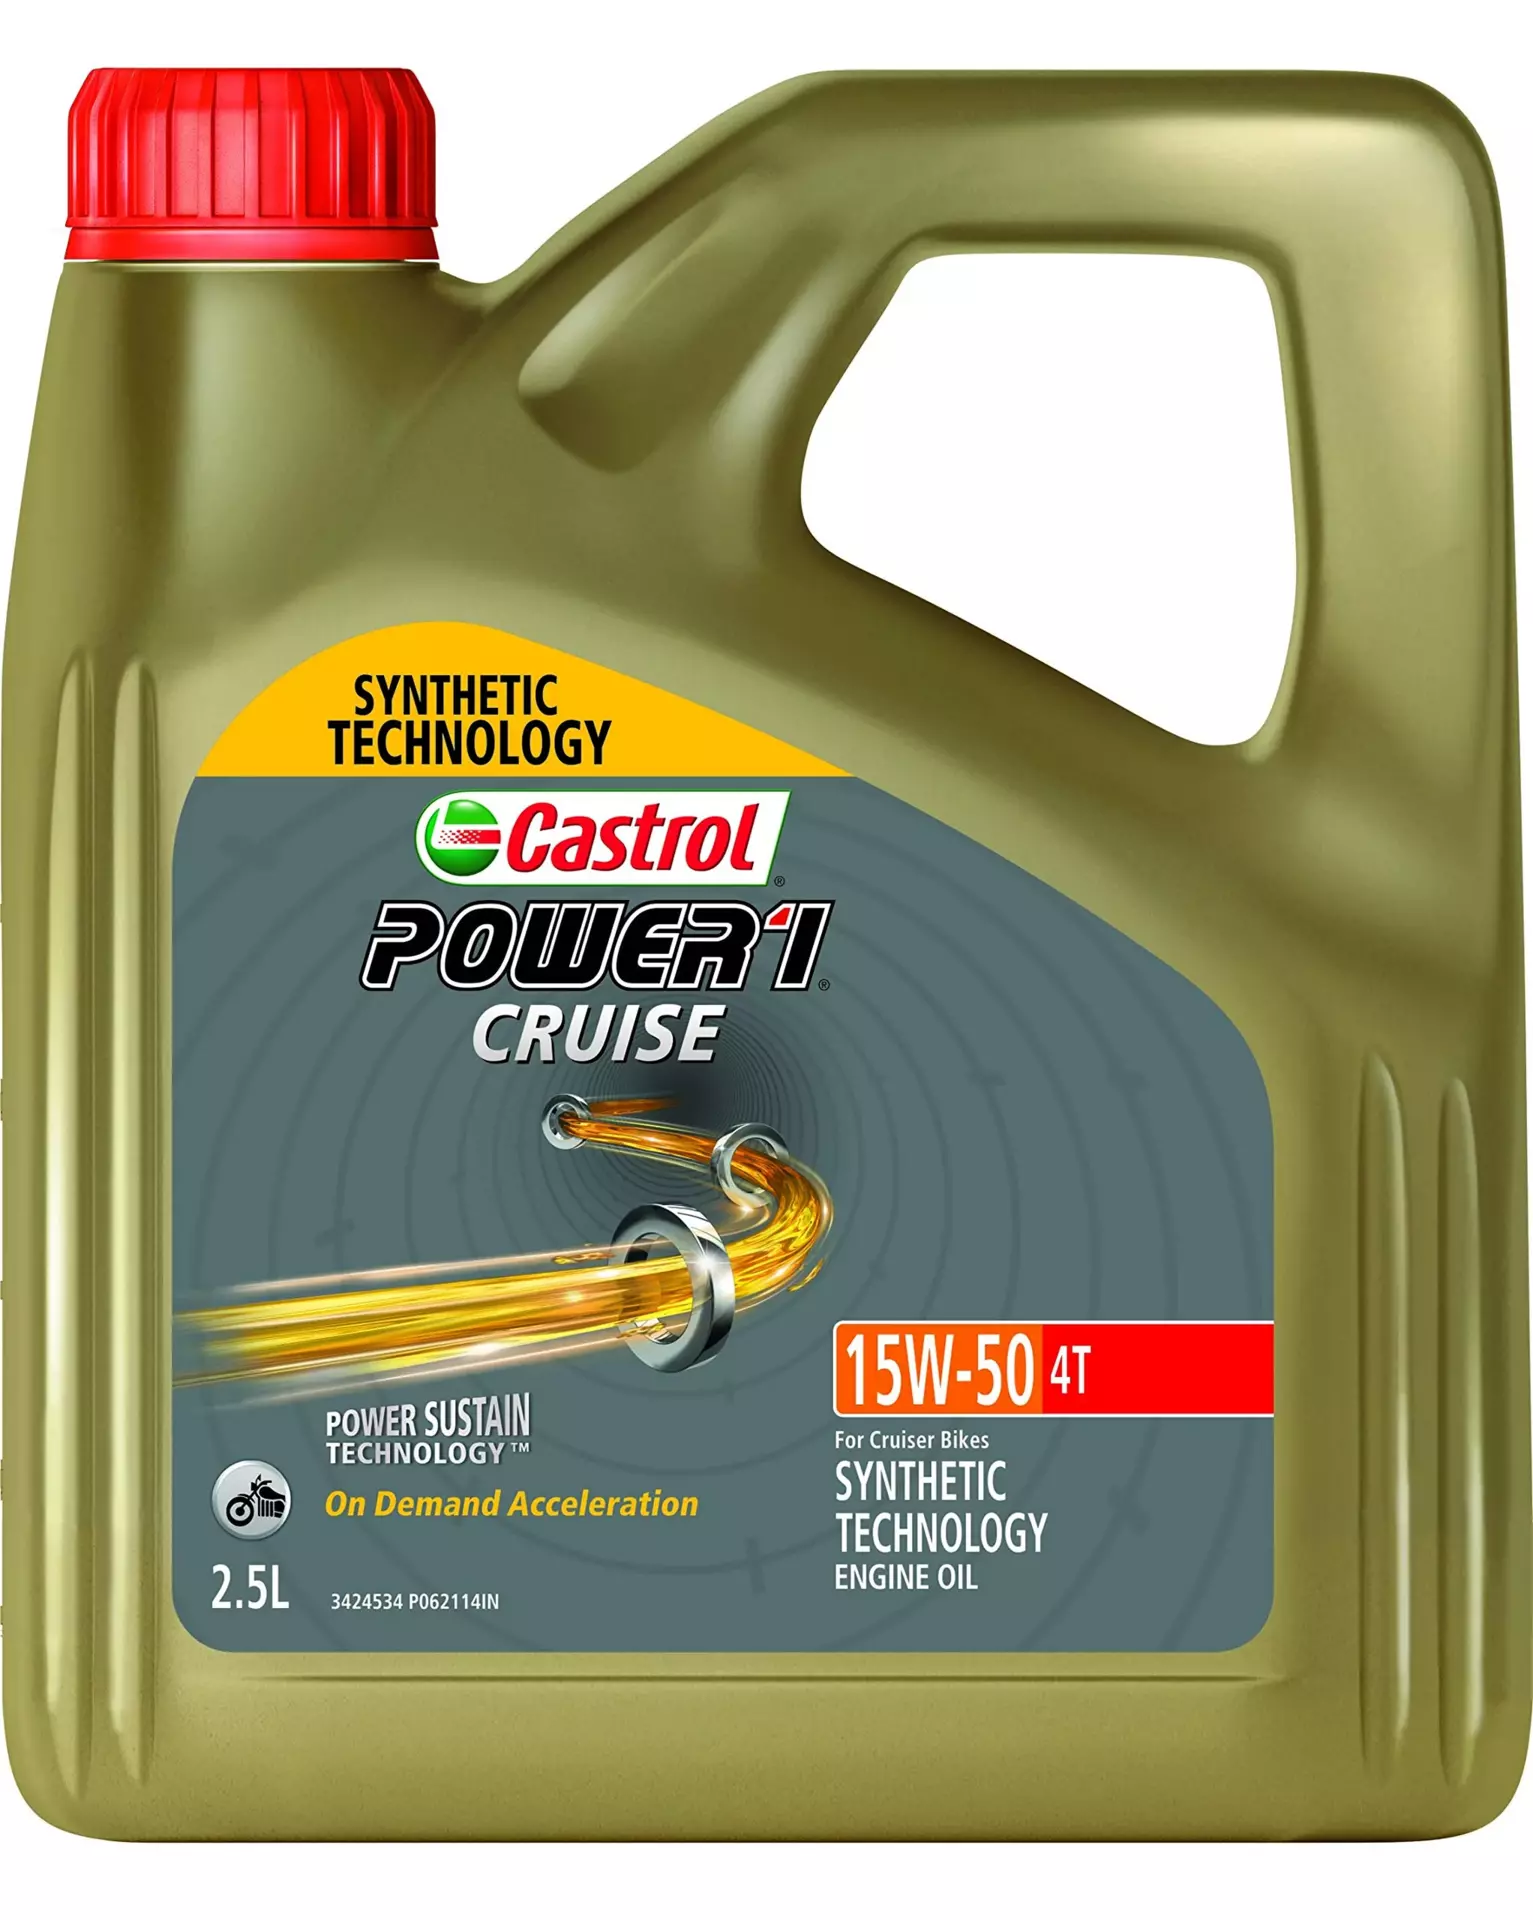 SYNTHETIC
TECHNOLOGY
Castrol®
POWER1®
CRUISE
15W-50 4T
For Cruiser Bikes
SYNTHETIC
TECHNOLOGY
ENGINE OIL
POWER SUSTAIN
TECHNOLOGY™
On Demand Acceleration
2.5L
3424534 P062114IN